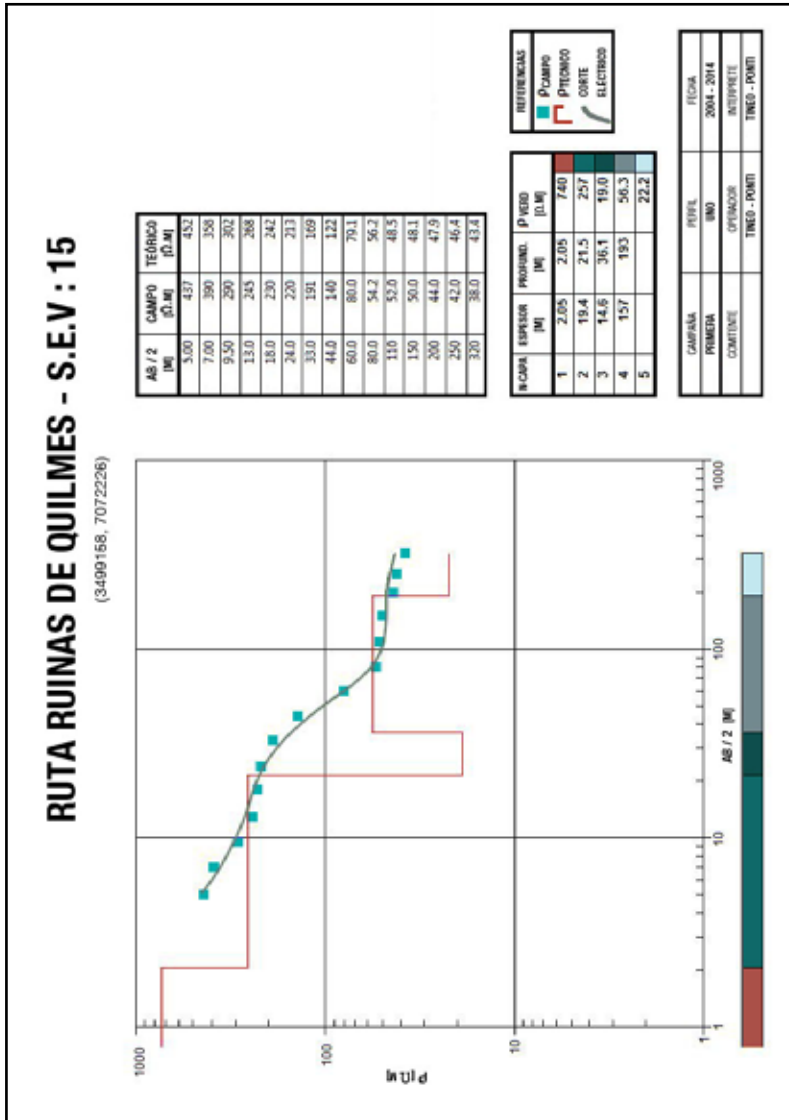 RUTA RUINAS DE QUILMES - S.E.V : 15
(3499158, 7072226)
1000
100
10
1
ρ [Ω.M]
1
10
100
1000
AB / 2 [M]
AB / 2 CAMPO TEÓRICO
[M] [Ω.M] [Ω.M]
5.00 437 452
7.00 390 358
9.50 290 302
13.0 245 268
18.0 230 242
24.0 220 213
33.0 191 169
44.0 140 122
60.0 80.0 79.1
80.0 54.2 56.2
110 52.0 48.5
150 50.0 48.1
200 44.0 47.9
250 42.0 46.4
320 38.0 43.4
N-CAPA ESPESOR PROFUND. ρ VERD
[M] [M] [Ω.M]
1 2.05 2.05 740
2 19.4 21.5 257
3 14.6 36.1 19.0
4 157 193 56.3
5 22.2
REFERENCIAS
ρ CAMPO
ρ TECNICO
CORTE
ELÉCTRICO
CAMPAÑA PERFIL FECHA
PRIMERA UNO 2004 - 2014
COMITENTE OPERADOR INTERPRETE
TINEO - PONTI TINEO - PONTI